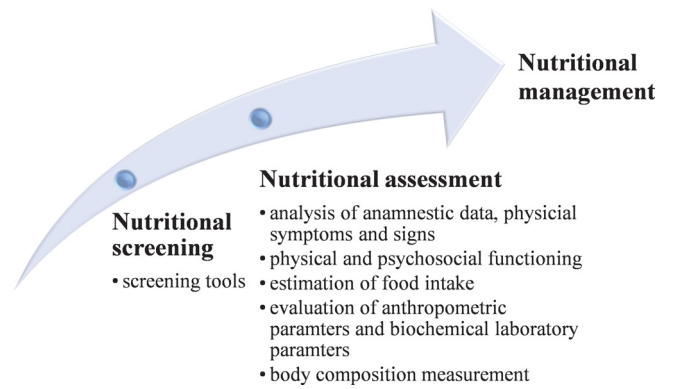 Nutritional
management
Nutritional assessment
• analysis of anamnestic data, physicial
symptoms and signs
• physical and psychosocial functioning
• estimation of food intake
• evaluation of anthropometric
paramters and biochemical laboratory
paramters
• body composition measurement
Nutritional
screening
• screening tools